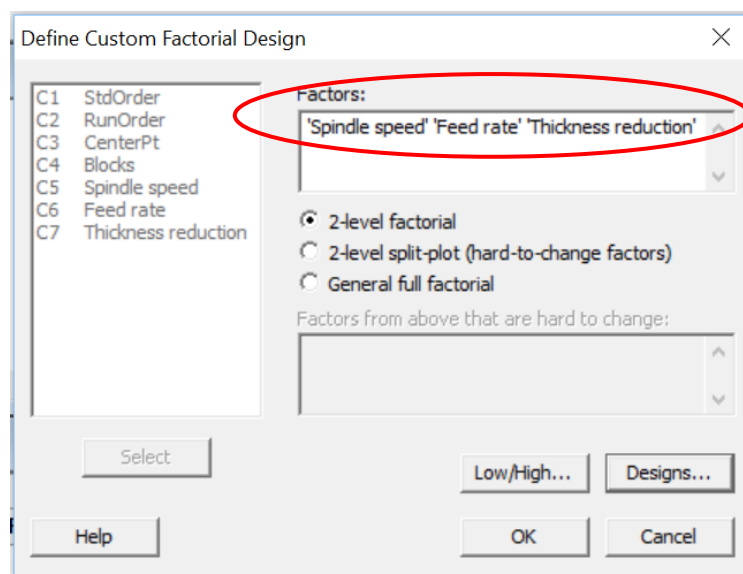 Define Custom Factorial Design
C1 StdOrder
C2 RunOrder
C3 CenterPt
C4 Blocks
C5 Spindle speed
C6 Feed rate
C7 Thickness reduction
Factors:
'Spindle speed' 'Feed rate' 'Thickness reduction'
2-level factorial
2-level split-plot (hard-to-change factors)
General full factorial
Factors from above that are hard to change:
Select
Low/High...
Designs...
Help
OK
Cancel